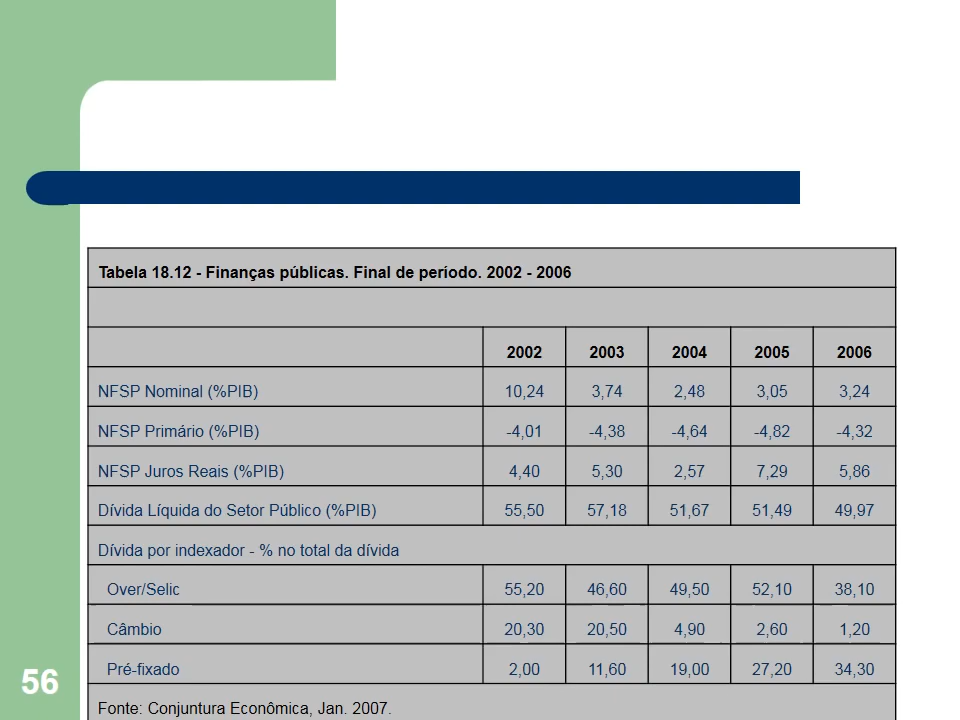 Tabela 18.12 - Finanças públicas. Final de período. 2002 - 2006
2002 2003 2004 2005 2006
NFSP Nominal (%PIB) 10,24 3,74 2,48 3,05 3,24
NFSP Primário (%PIB) -4,01 -4,38 -4,64 -4,82 -4,32
NFSP Juros Reais (%PIB) 4,40 5,30 2,57 7,29 5,86
Dívida Líquida do Setor Público (%PIB) 55,50 57,18 51,67 51,49 49,97
Dívida por indexador - % no total da dívida
Over/Selic 55,20 46,60 49,50 52,10 38,10
Câmbio 20,30 20,50 4,90 2,60 1,20
Pré-fixado 2,00 11,60 19,00 27,20 34,30
Fonte: Conjuntura Econômica, Jan. 2007.
56